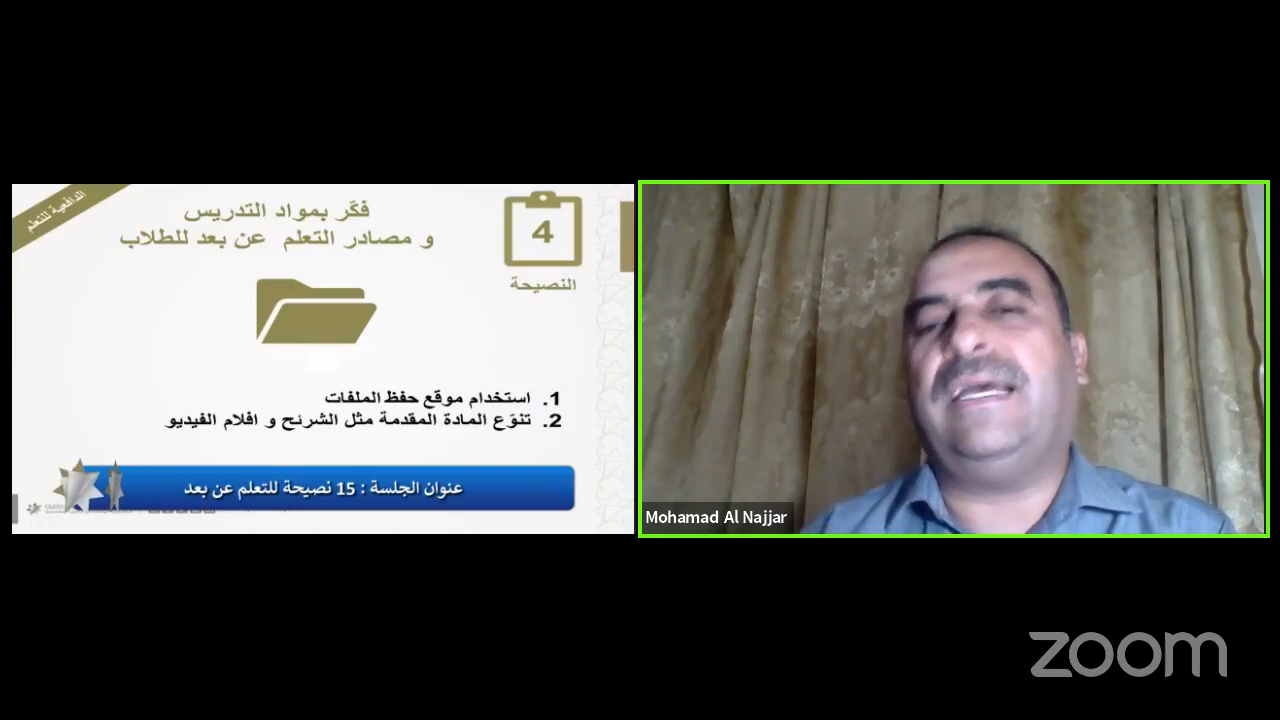 الدافعية للتعلم
فكّر بمواد التدريس
و مصادر التعلم عن بعد للطلاب
4
النصيحة
1. استخدام موقع حفظ الملفات
2. تنوّع المادة المقدمة مثل الشرائح و افلام الفيديو
عنوان الجلسة : 15 نصيحة للتعلم عن بعد
Mohamad Al Najjar
zoom